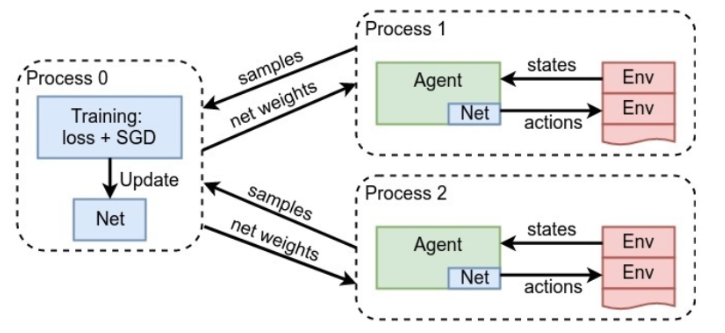 Process 0
Training:
loss + SGD
Update
Net
samples
net weights
samples
net weights
Process 1
Agent
Net
states
actions
Env
Env
Process 2
Agent
Net
states
actions
Env
Env